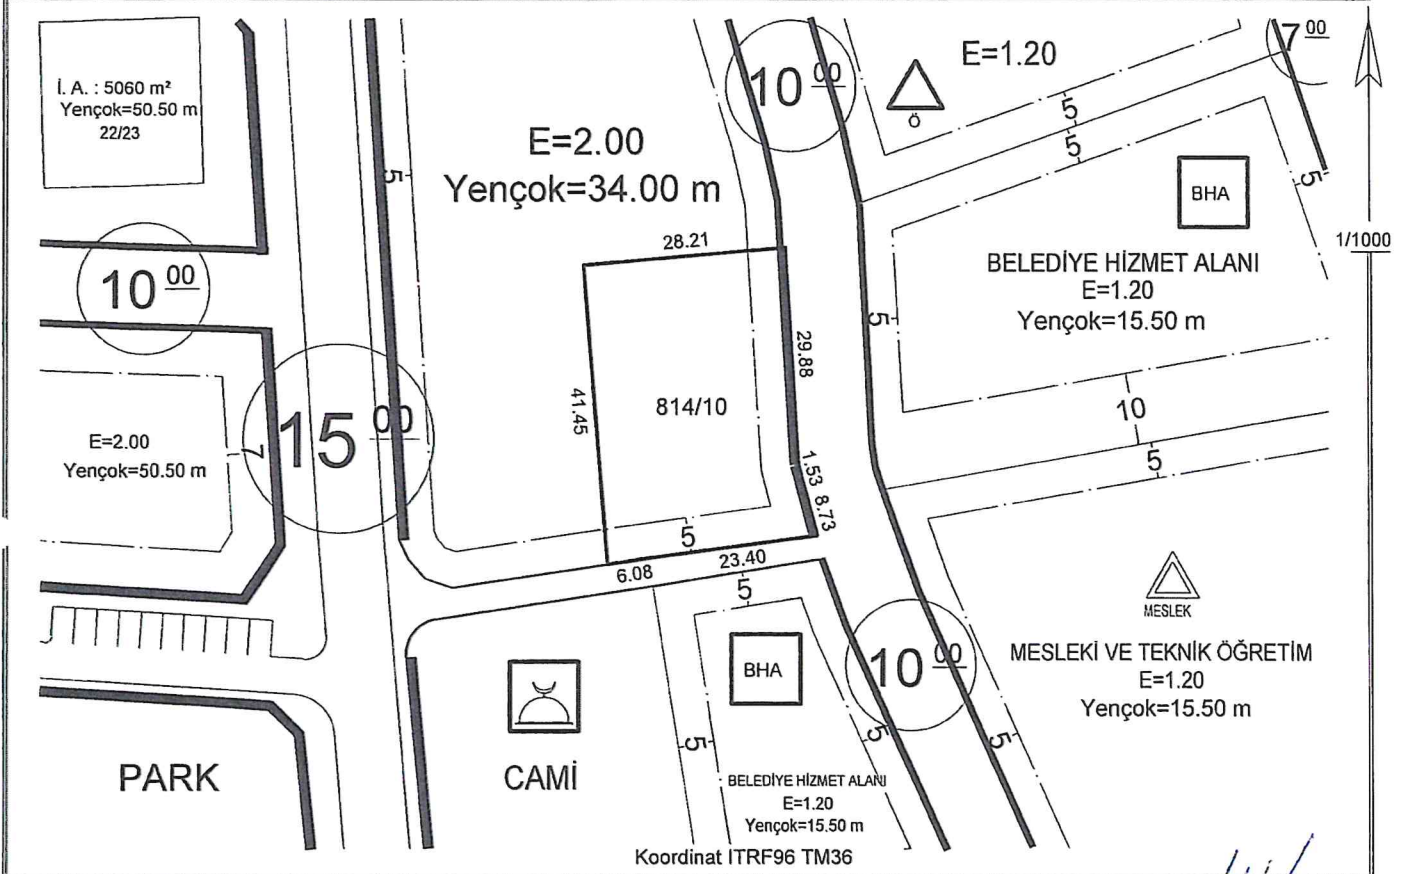 İ. A. : 5060 m²
Yençok=50.50 m
22/23
E=2.00
Yençok=34.00 m
10 00
E=1.20
Ö
7 00
5
5
5
5
BHA
BELEDİYE HİZMET ALANI
E=1.20
Yençok=15.50 m
1/1000
10 00
28.21
29.88
41.45
814/10
1.53
8.73
5
15 00
E=2.00
Yençok=50.50 m
7
10
5
5
6.08
23.40
5
BHA
5
5
BELEDİYE HİZMET ALANI
E=1.20
Yençok=15.50 m
10 00
5
MESLEK
MESLEKİ VE TEKNİK ÖĞRETİM
E=1.20
Yençok=15.50 m
PARK
CAMİ
Koordinat ITRF96 TM36